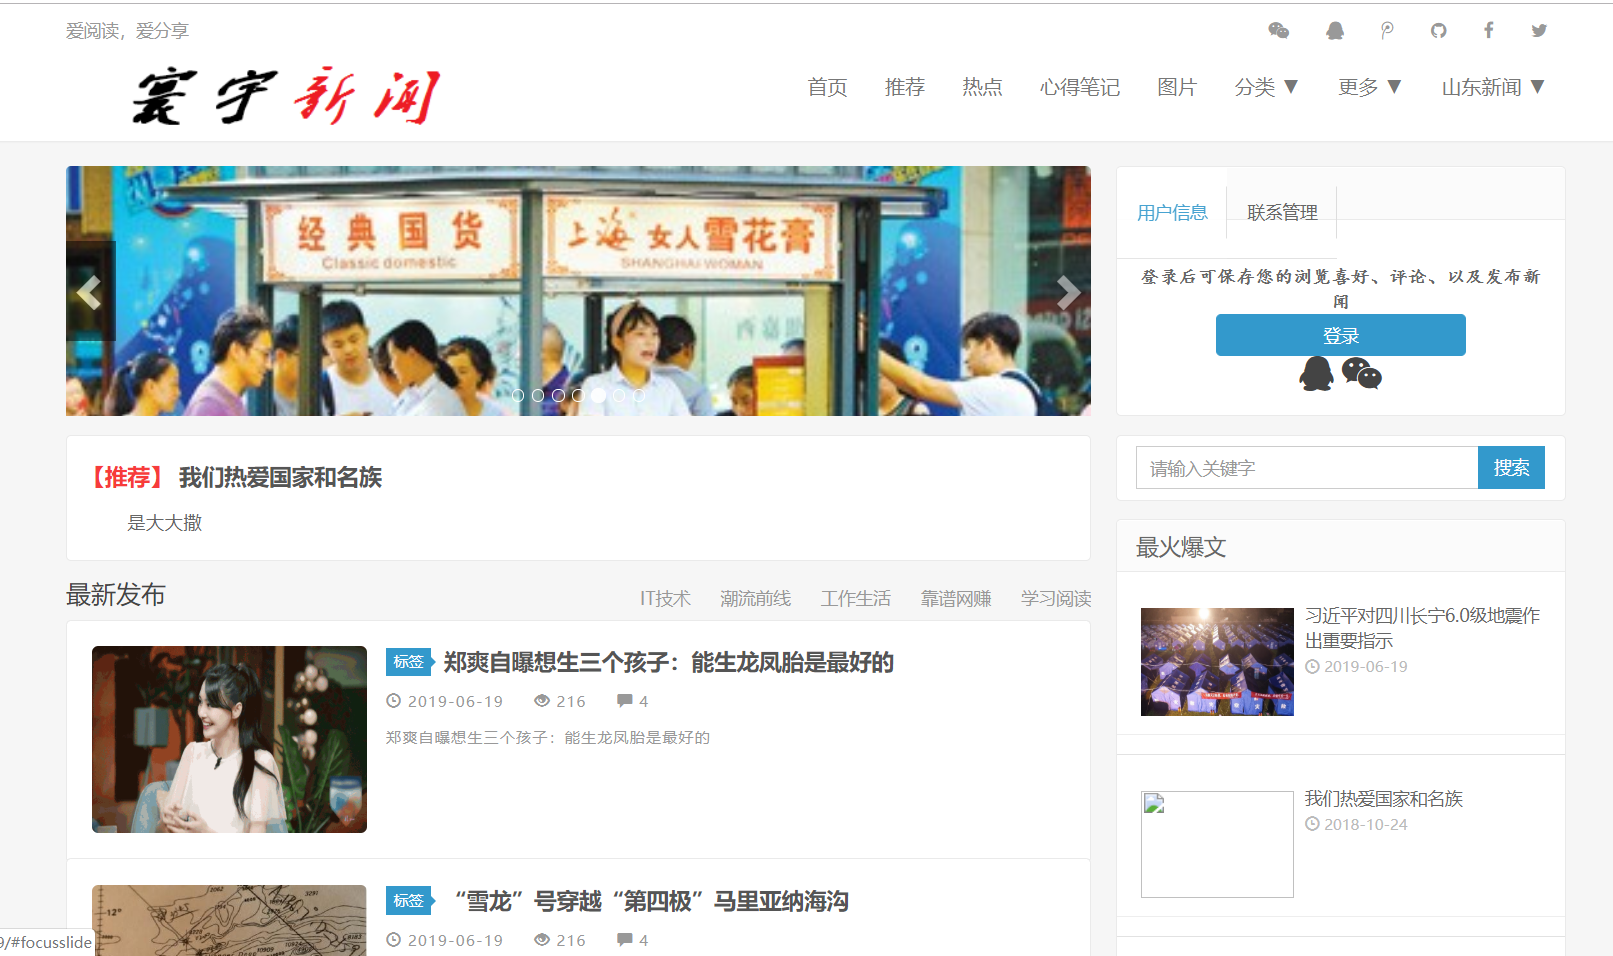 爱阅读，爱分享
寰宇新闻
首页 推荐 热点 心得笔记 图片 分类 ▼ 更多 ▼ 山东新闻 ▼
经典国货
Classic domestic
上海女人雪花膏
SHANGHAI WOMAN
用户信息 联系管理
登录后可保存您的浏览喜好、评论、以及发布新
闻
登录
请输入关键字 搜索
【推荐】 我们热爱国家和名族
是大大撒
最新发布 IT技术 潮流前线 工作生活 靠谱网赚 学习阅读
标签 郑爽自曝想生三个孩子：能生龙凤胎是最好的
2019-06-19 216 4
郑爽自曝想生三个孩子：能生龙凤胎是最好的
标签 “雪龙”号穿越“第四极”马里亚纳海沟
2019-06-19 216 4
最火爆文
习近平对四川长宁6.0级地震作
出重要指示
2019-06-19
我们热爱国家和名族
2018-10-24
9/#focusslide